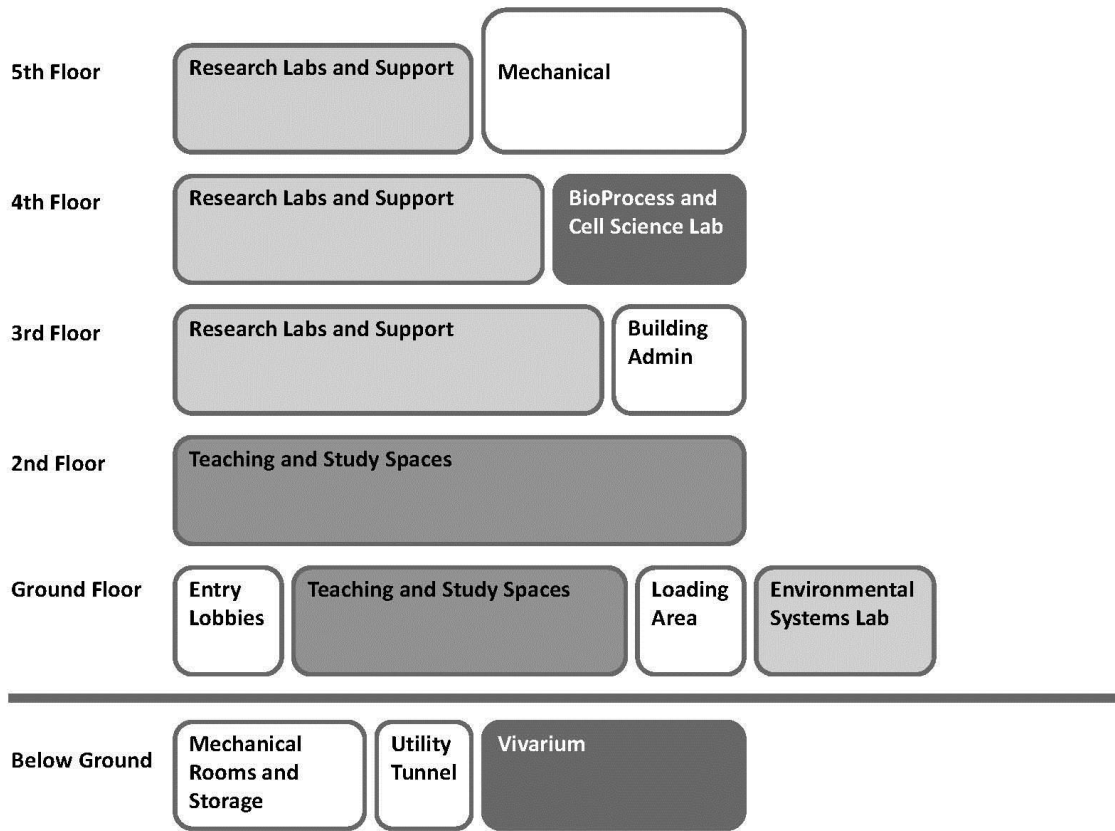 5th Floor
Research Labs and Support
Mechanical
4th Floor
Research Labs and Support
BioProcess and
Cell Science Lab
3rd Floor
Research Labs and Support
Building
Admin
2nd Floor
Teaching and Study Spaces
Ground Floor
Entry
Lobbies
Teaching and Study Spaces
Loading
Area
Environmental
Systems Lab
Below Ground
Mechanical
Rooms and
Storage
Utility
Tunnel
Vivarium